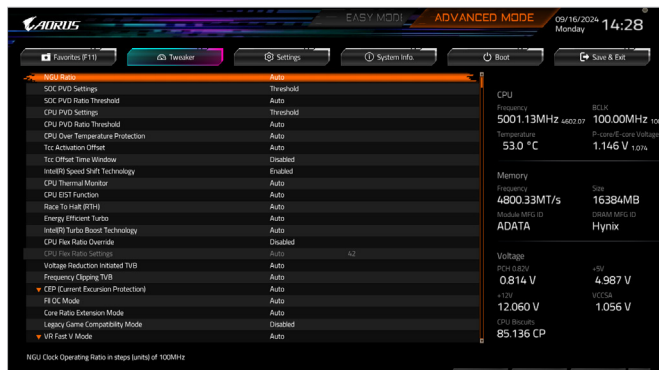 AORUS
EASY MODE
ADVANCED MODE
09/16/2024 14:28
Monday
Favorites (F11)
Tweaker
Settings
System Info.
Boot
Save & Exit
NGU Ratio Auto
SOC PVD Settings Threshold
SOC PVD Ratio Threshold Auto
CPU PVD Settings Threshold
CPU PVD Ratio Threshold Auto
CPU Over Temperature Protection Auto
Tcc Activation Offset Auto
Tcc Offset Time Window Disabled
Intel(R) Speed Shift Technology Enabled
CPU Thermal Monitor Auto
CPU EIST Function Auto
Race To Halt (RTH) Auto
Energy Efficient Turbo Auto
Intel(R) Turbo Boost Technology Auto
CPU Flex Ratio Override Disabled
CPU Flex Ratio Settings Auto 42
Voltage Reduction Initiated TVB Auto
Frequency Clipping TVB Auto
CEP (Current Excursion Protection) Auto
FII OC Mode Auto
Core Ratio Extension Mode Auto
Legacy Game Compatibility Mode Disabled
VR Fast V Mode Auto
CPU
Frequency BCLK
5001.13MHz 4602.07 100.00MHz 10
Temperature P-core/E-core Voltage
53.0 °C 1.146 V 1.074
Memory
Frequency Size
4800.33MT/s 16384MB
Module MFG ID DRAM MFG ID
ADATA Hynix
Voltage
PCH 0.82V +5V
0.814 V 4.987 V
+12V VCCSA
12.060 V 1.056 V
CPU Biscuits
85.136 CP
NGU Clock Operating Ratio in steps (units) of 100MHz